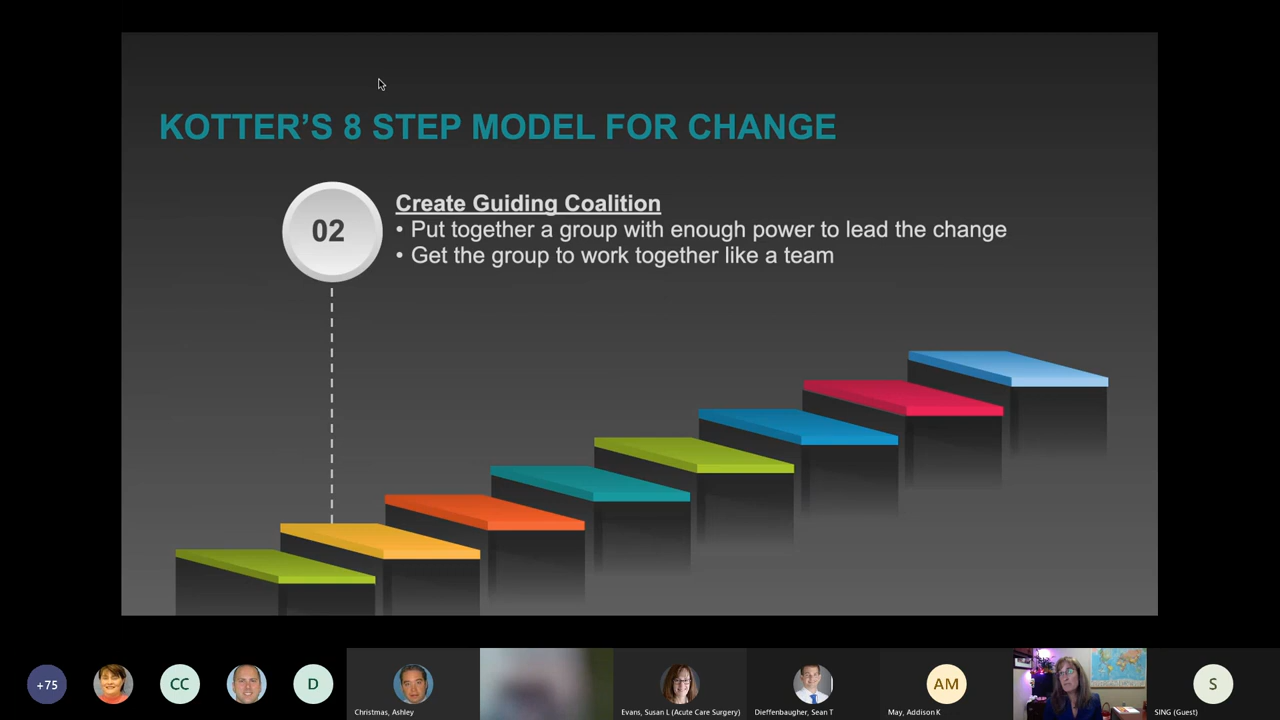 KOTTER'S 8 STEP MODEL FOR CHANGE
02
Create Guiding Coalition
• Put together a group with enough power to lead the change
• Get the group to work together like a team
+75
CC
D
Christmas, Ashley
Evans, Susan L (Acute Care Surgery)
Dieffenbaugher, Sean T
AM
May, Addison K
S
SING (Guest)